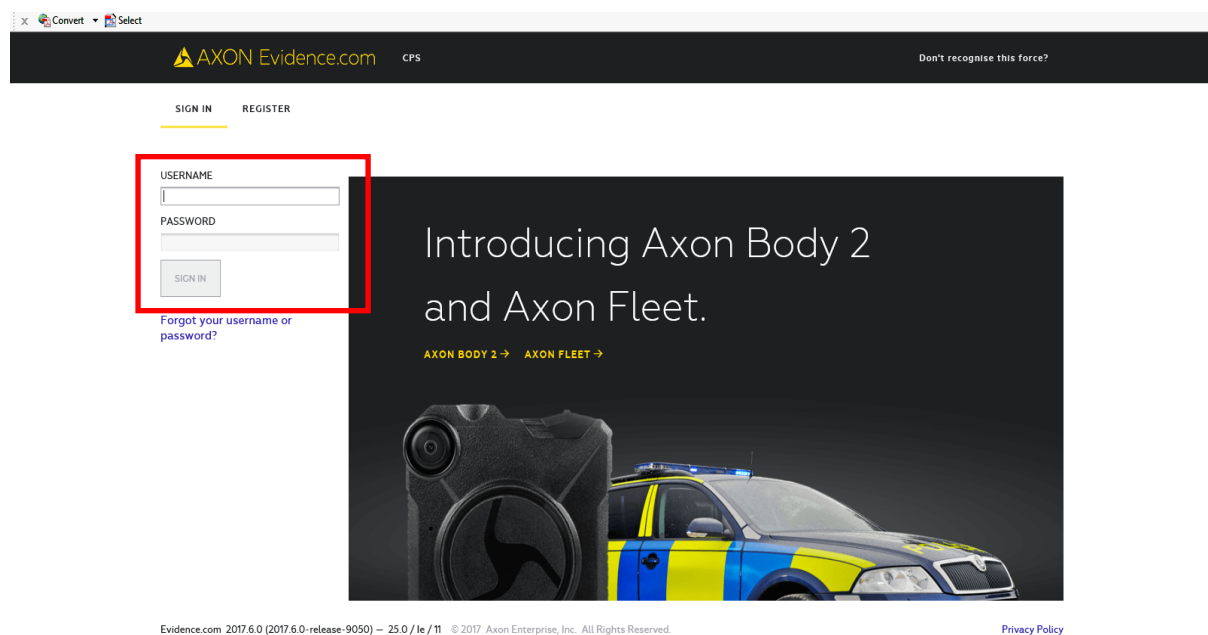 x Convert Select
AXON Evidence.com CPS Don't recognise this force?
SIGN IN REGISTER
USERNAME
PASSWORD
SIGN IN
Forgot your username or
password?
Introducing Axon Body 2
and Axon Fleet.
AXON BODY 2 → AXON FLEET →
POLICE
Evidence.com 2017.6.0 (2017.6.0-release-9050) — 25.0 / Ie / 11 © 2017 Axon Enterprise, Inc. All Rights Reserved. Privacy Policy